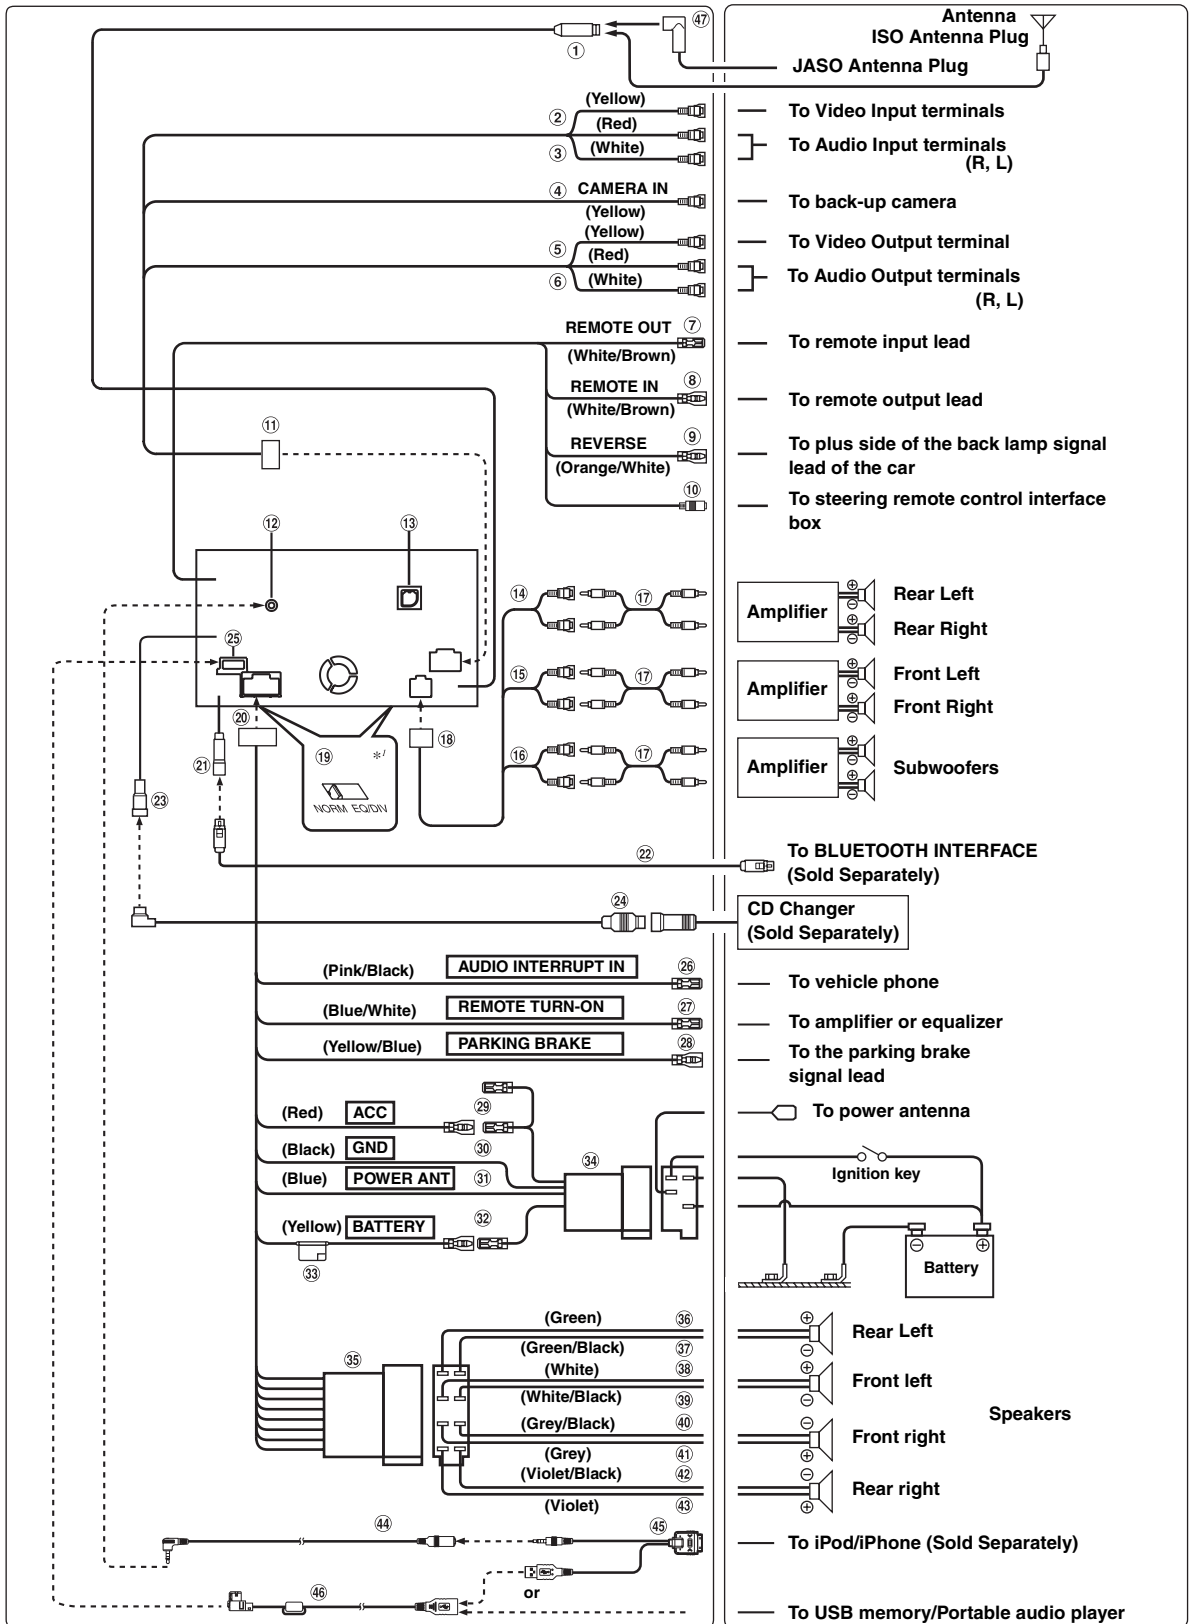 Antenna
ISO Antenna Plug
㊼
①
JASO Antenna Plug
(Yellow)
②
(Red)
③
(White)
To Video Input terminals
To Audio Input terminals
(R, L)
④
CAMERA IN
(Yellow)
To back-up camera
(Yellow)
⑤
(Red)
⑥
(White)
To Video Output terminal
To Audio Output terminals
(R, L)
REMOTE OUT
⑦
(White/Brown)
To remote input lead
REMOTE IN
⑧
(White/Brown)
To remote output lead
REVERSE
⑨
(Orange/White)
To plus side of the back lamp signal
lead of the car
⑩
To steering remote control interface
box
⑪
⑫
⑬
⑭
⑰
Amplifier
⊕
⊖
⊕
⊖
Rear Left
Rear Right
㉕
⑮
⑰
Amplifier
⊕
⊖
⊕
⊖
Front Left
Front Right
⑳
⑲
*1
NORM EQ/DIV
⑱
⑯
⑰
Amplifier
⊕
⊖
⊕
⊖
Subwoofers
㉑
㉓
㉒
To BLUETOOTH INTERFACE
(Sold Separately)
㉔
CD Changer
(Sold Separately)
(Pink/Black)
AUDIO INTERRUPT IN
㉖
To vehicle phone
(Blue/White)
REMOTE TURN-ON
㉗
To amplifier or equalizer
(Yellow/Blue)
PARKING BRAKE
㉘
To the parking brake
signal lead
(Red)
ACC
㉙
To power antenna
(Black)
GND
㉚
(Blue)
POWER ANT
㉛
㉞
Ignition key
(Yellow)
BATTERY
㉜
㉝
⊖
⊕
Battery
(Green)
㊱
⊕
(Green/Black)
㊲
⊖
Rear Left
㉟
(White)
㊳
⊕
(White/Black)
㊴
⊖
Front left
Speakers
(Grey/Black)
㊵
⊖
(Grey)
㊶
⊕
Front right
(Violet/Black)
㊷
⊖
(Violet)
㊸
⊕
Rear right
㊹
㊺
To iPod/iPhone (Sold Separately)
㊻
or
To USB memory/Portable audio player